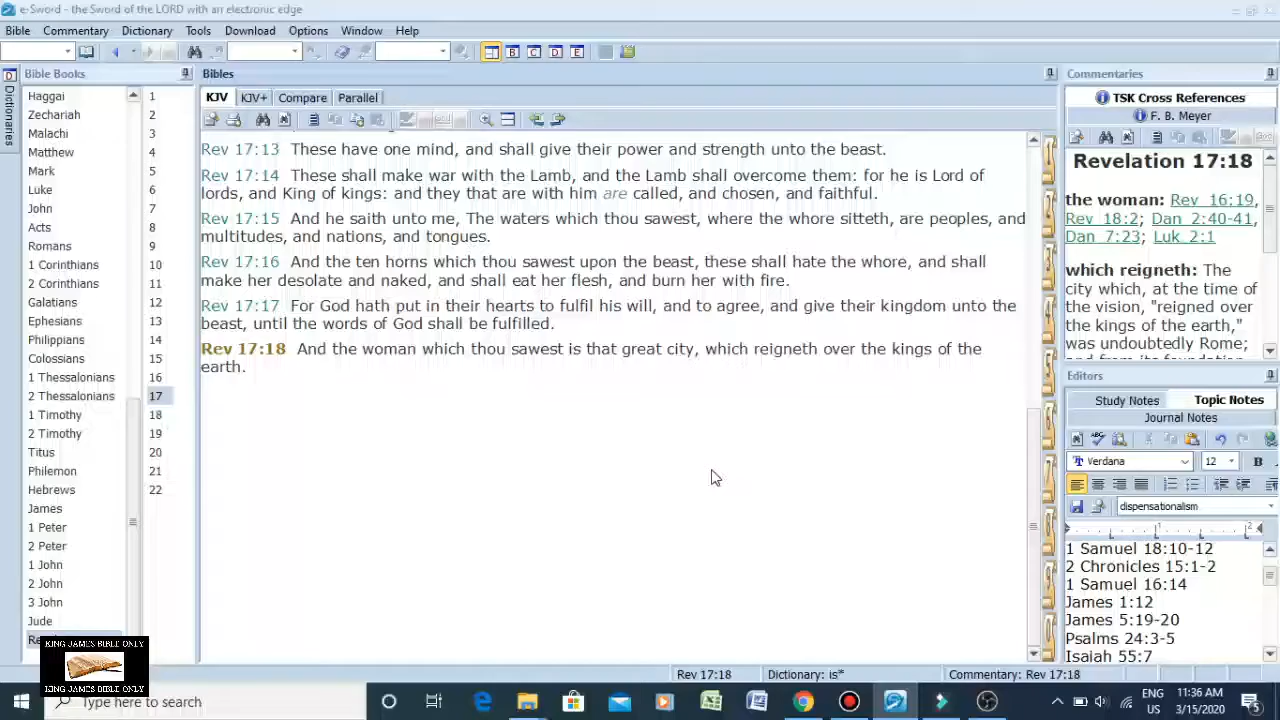 e-Sword - the Sword of the LORD with an electronic edge
Bible Commentary Dictionary Tools Download Options Window Help
B C D E
D Bible Books
Dictionaries
Haggai
Zechariah
Malachi
Matthew
Mark
Luke
John
Acts
Romans
1 Corinthians
2 Corinthians
Galatians
Ephesians
Philippians
Colossians
1 Thessalonians
2 Thessalonians
1 Timothy
2 Timothy
Titus
Philemon
Hebrews
James
1 Peter
2 Peter
1 John
2 John
3 John
Jude
1
2
3
4
5
6
7
8
9
10
11
12
13
14
15
16
17
18
19
20
21
22
Bibles
KJV KJV+ Compare Parallel
Rev 17:13 These have one mind, and shall give their power and strength unto the beast.
Rev 17:14 These shall make war with the Lamb, and the Lamb shall overcome them: for he is Lord of
lords, and King of kings: and they that are with him are called, and chosen, and faithful.
Rev 17:15 And he saith unto me, The waters which thou sawest, where the whore sitteth, are peoples, and
multitudes, and nations, and tongues.
Rev 17:16 And the ten horns which thou sawest upon the beast, these shall hate the whore, and shall
make her desolate and naked, and shall eat her flesh, and burn her with fire.
Rev 17:17 For God hath put in their hearts to fulfil his will, and to agree, and give their kingdom unto the
beast, until the words of God shall be fulfilled.
Rev 17:18 And the woman which thou sawest is that great city, which reigneth over the kings of the
earth.
Commentaries
TSK Cross References
F. B. Meyer
Revelation 17:18
the woman: Rev 16:19,
Rev 18:2; Dan 2:40-41,
Dan 7:23; Luk 2:1
which reigneth: The
city which, at the time of
the vision, "reigned over
the kings of the earth,"
was undoubtedly Rome;
and from its foundation
Editors
Study Notes Topic Notes
Journal Notes
Verdana 12 B
dispensationalism
1 2
1 Samuel 18:10-12
2 Chronicles 15:1-2
1 Samuel 16:14
James 1:12
James 5:19-20
Psalms 24:3-5
Isaiah 55:7
Rev 17:18 Dictionary: is* Commentary: Rev 17:18
KING JAMES BIBLE ONLY
KING JAMES BIBLE ONLY
Type here to search
ENG
US
11:36 AM
3/15/2020
5